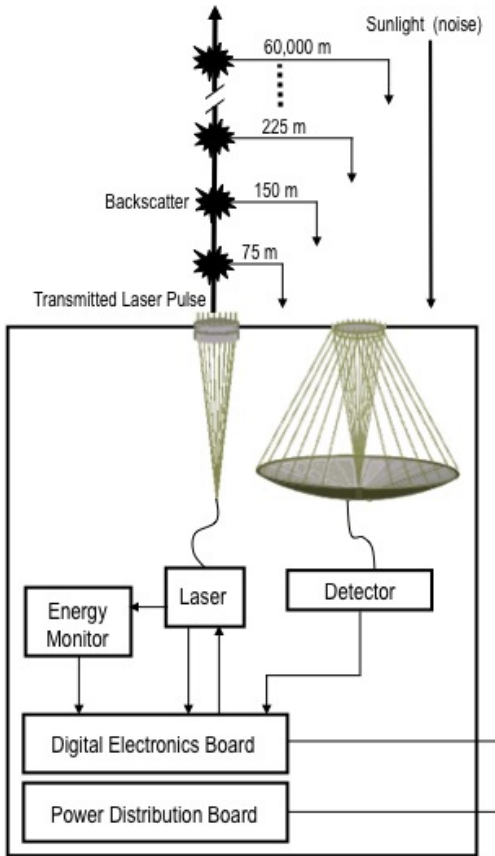 Sunlight (noise)
60,000 m
225 m
Backscatter
150 m
75 m
Transmitted Laser Pulse
Laser
Detector
Energy
Monitor
Digital Electronics Board
Power Distribution Board